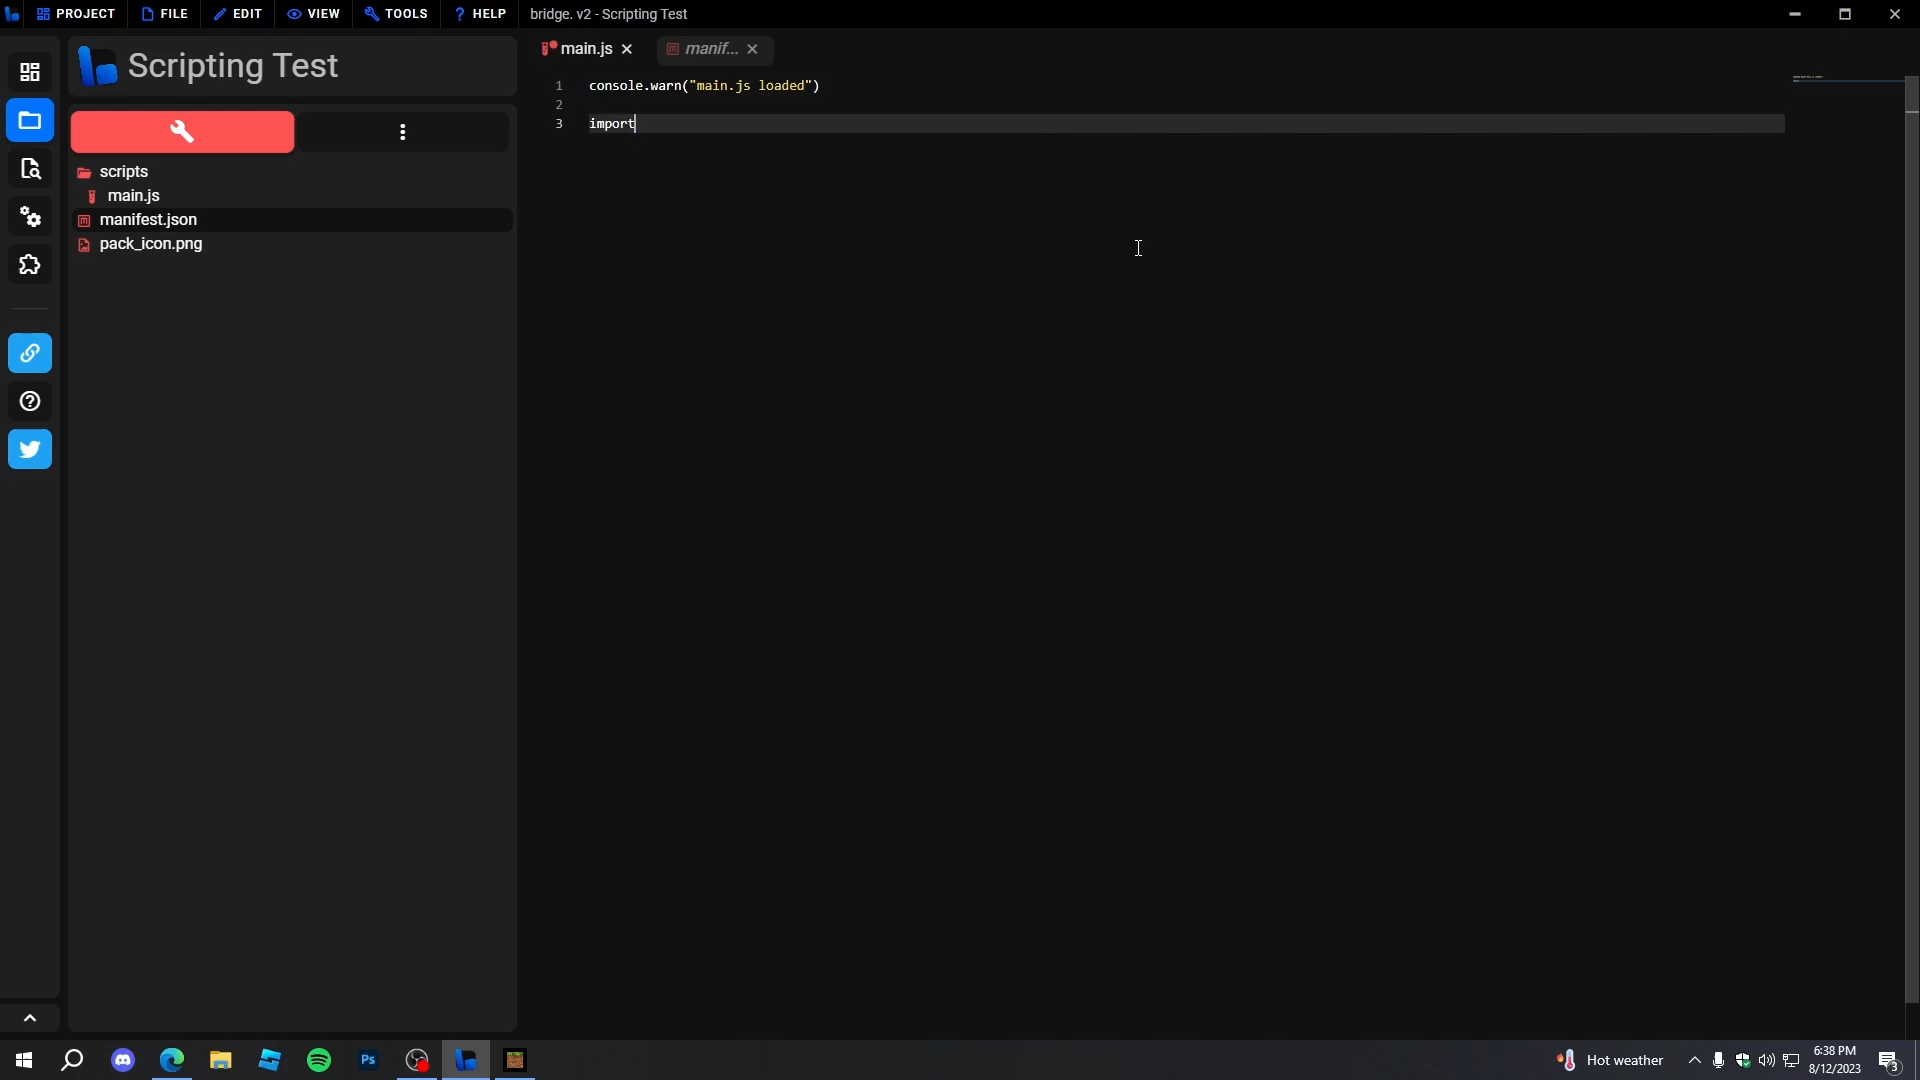 PROJECT FILE EDIT VIEW TOOLS HELP bridge. v2 - Scripting Test
Scripting Test
scripts
main.js
manifest.json
pack_icon.png
main.js manif...
1 console.warn("main.js loaded")
2
3 import
Ps
Hot weather
6:38 PM
8/12/2023
3